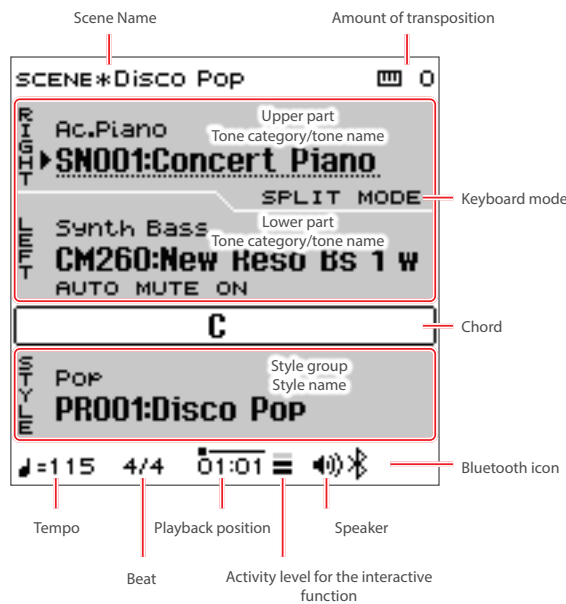 Scene Name
Amount of transposition
SCENE*Disco Pop 0
RIGHT
Upper part
Ac.Piano
Tone category/tone name
SN001:Concert Piano
SPLIT MODE
Keyboard mode
LEFT
Synth Bass
Lower part
Tone category/tone name
CM260:New Reso Bs 1 w
AUTO MUTE ON
C
Chord
STYLE
Pop
Style group
Style name
PR001:Disco Pop
♩=115 4/4 01:01
Bluetooth icon
Tempo
Playback position
Speaker
Beat
Activity level for the interactive
function